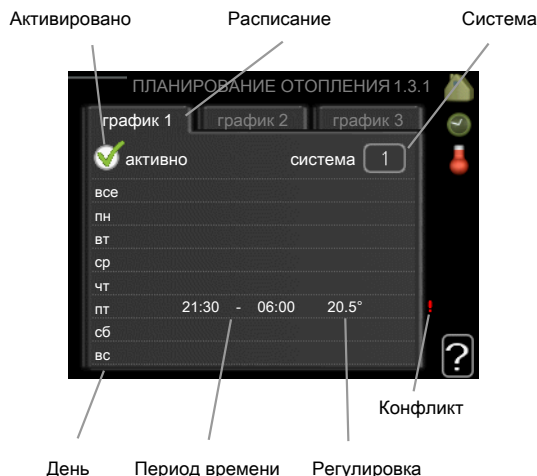 Активировано Расписание Система
ПЛАНИРОВАНИЕ ОТОПЛЕНИЯ 1.3.1
график 1 график 2 график 3
активно система 1
все
пн
вт
ср
чт
пт 21:30 - 06:00 20.5° !
сб
вс
?
Конфликт
День Период времени Регулировка